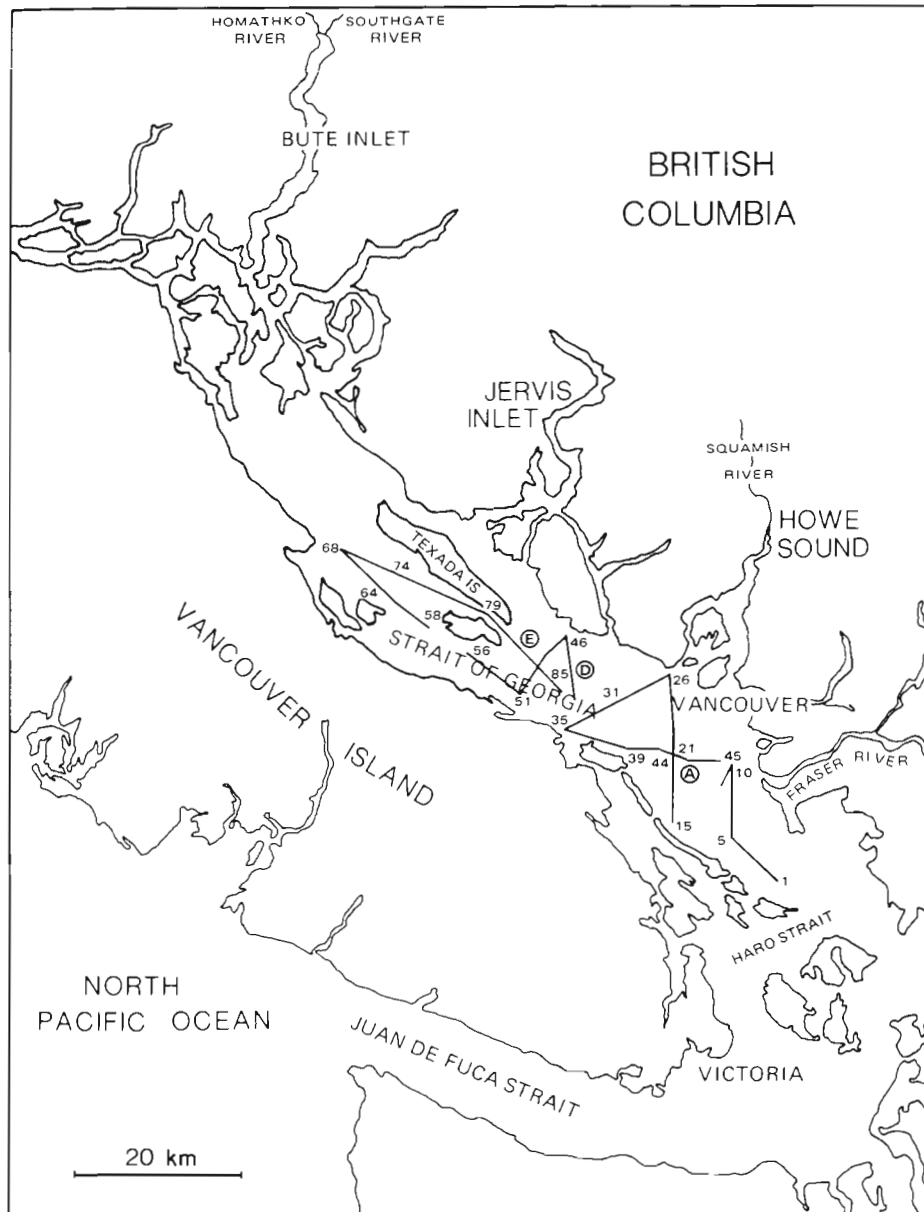 HOMATHKO RIVER
SOUTHGATE RIVER
BUTE INLET
BRITISH
COLUMBIA
JERVIS
INLET
SQUAMISH
RIVER
HOWE
SOUND
TEXADA IS
68
74
79
64
58
56
STRAIT OF GEORGIA
E
46
D
85
51
31
26
VANCOUVER
35
39
44
21
45
10
A
FRASER RIVER
15
5
1
VANCOUVER
ISLAND
HARO STRAIT
NORTH
PACIFIC OCEAN
JUAN DE FUCA STRAIT
VICTORIA
20 km